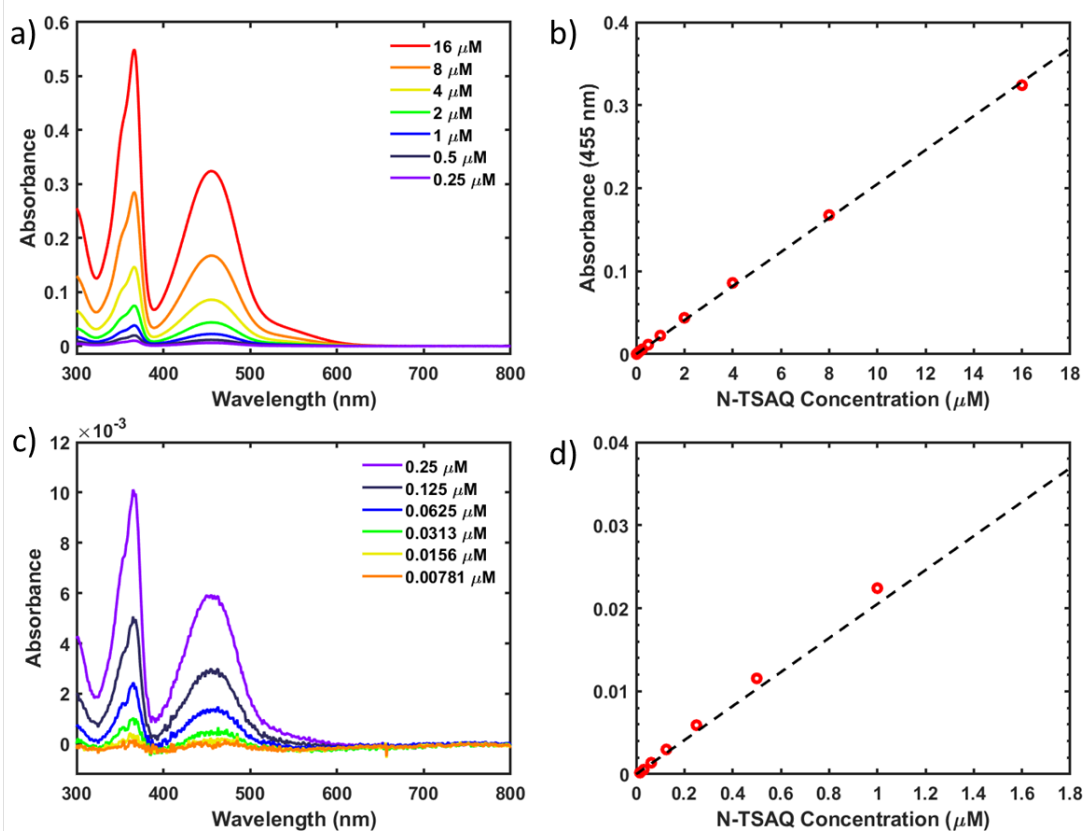 a)
0.6
0.5
0.4
0.3
0.2
0.1
0
300 400 500 600 700 800
Absorbance
Wavelength (nm)
16 μM
8 μM
4 μM
2 μM
1 μM
0.5 μM
0.25 μM
b)
0.4
0.3
0.2
0.1
0
0 2 4 6 8 10 12 14 16 18
Absorbance (455 nm)
N-TSAQ Concentration (μM)
c)
×10⁻³
12
10
8
6
4
2
0
300 400 500 600 700 800
Absorbance
Wavelength (nm)
0.25 μM
0.125 μM
0.0625 μM
0.0313 μM
0.0156 μM
0.00781 μM
d)
0.04
0.03
0.02
0.01
0
0 0.2 0.4 0.6 0.8 1 1.2 1.4 1.6 1.8
N-TSAQ Concentration (μM)